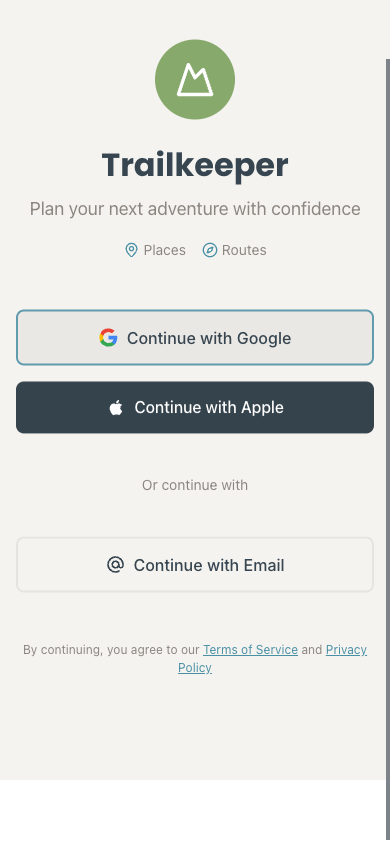 Trailkeeper
Plan your next adventure with confidence
Places Routes
Continue with Google
Continue with Apple
Or continue with
Continue with Email
By continuing, you agree to our Terms of Service and Privacy
Policy